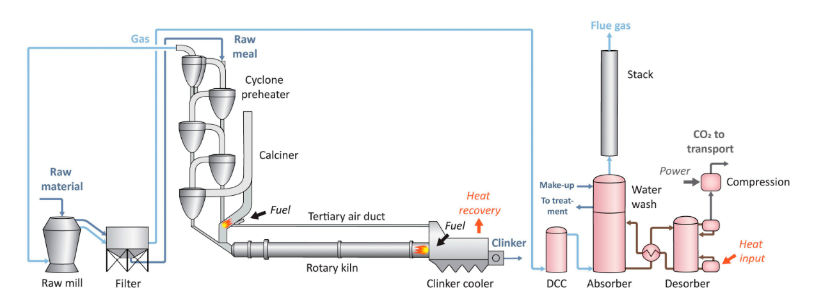 Flue gas
Gas
Raw
meal
Stack
Cyclone
preheater
CO₂ to
transport
Calciner
Power
Compression
Raw
material
Make-up
Water
wash
To treat-
ment
Heat
recovery
Fuel
Tertiary air duct
Fuel
Clinker
Heat
input
Rotary kiln
Raw mill
Filter
Clinker cooler
DCC
Absorber
Desorber